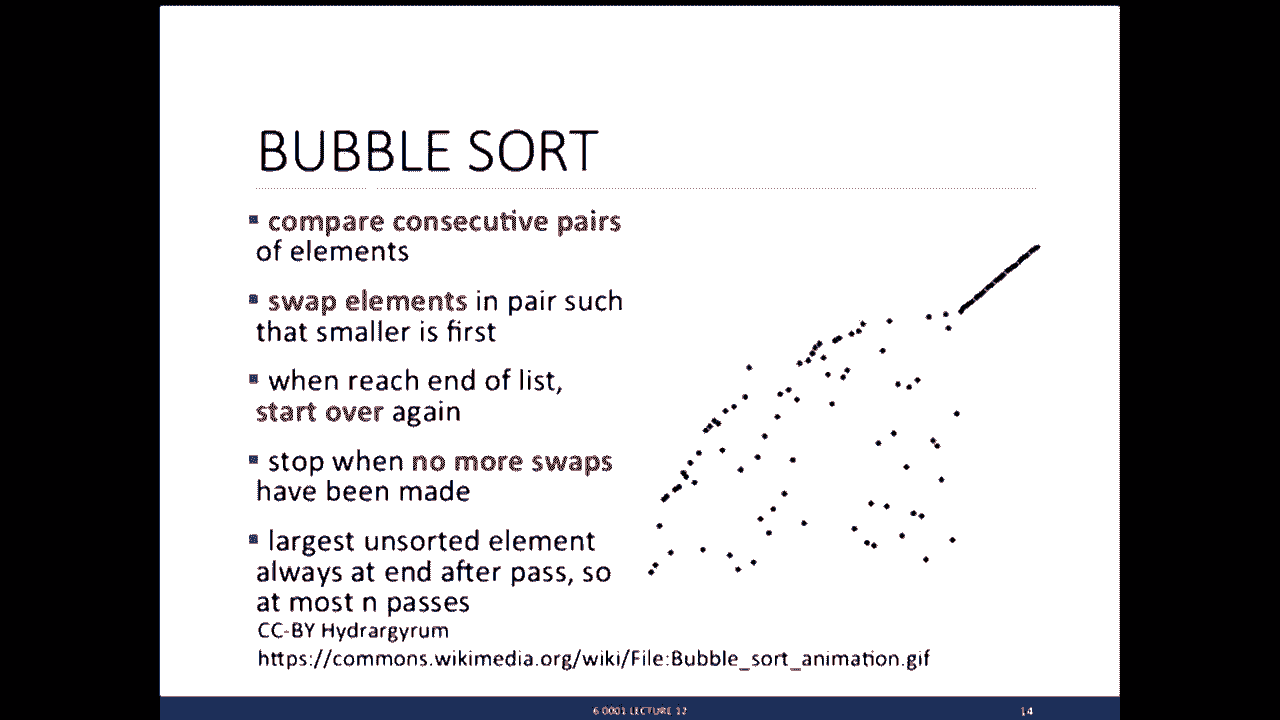 BUBBLE SORT
▪ compare consecutive pairs
of elements
▪ swap elements in pair such
that smaller is first
▪ when reach end of list,
start over again
▪ stop when no more swaps
have been made
▪ largest unsorted element
always at end after pass, so
at most n passes
CC-BY Hydrargyrum
https://commons.wikimedia.org/wiki/File:Bubble_sort_animation.gif
6.0001 LECTURE 12
14